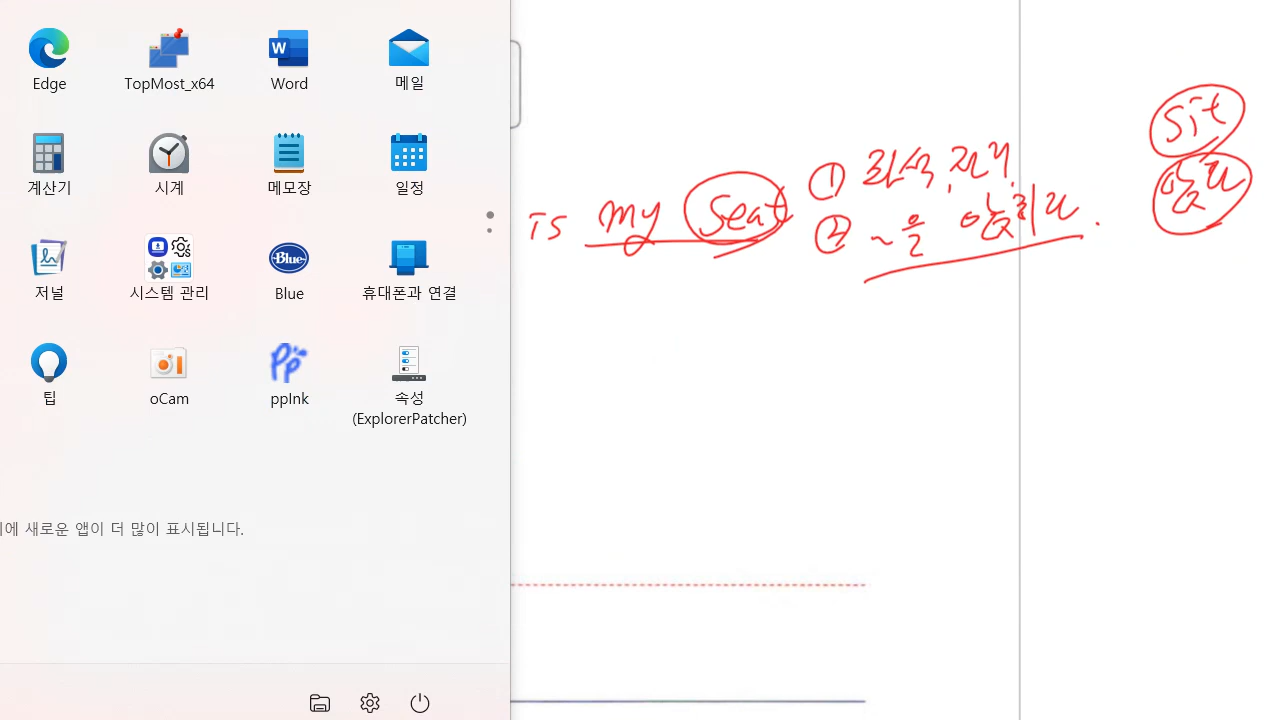 Edge
TopMost_x64
Word
메일
계산기
시계
메모장
일정
저널
시스템 관리
Blue
Blue
휴대폰과 연결
팁
oCam
ppInk
속성
(ExplorerPatcher)
에 새로운 앱이 더 많이 표시됩니다.
is my Seat
① 좌석, 자리
② ~을 앉히다.
Sit
앉다